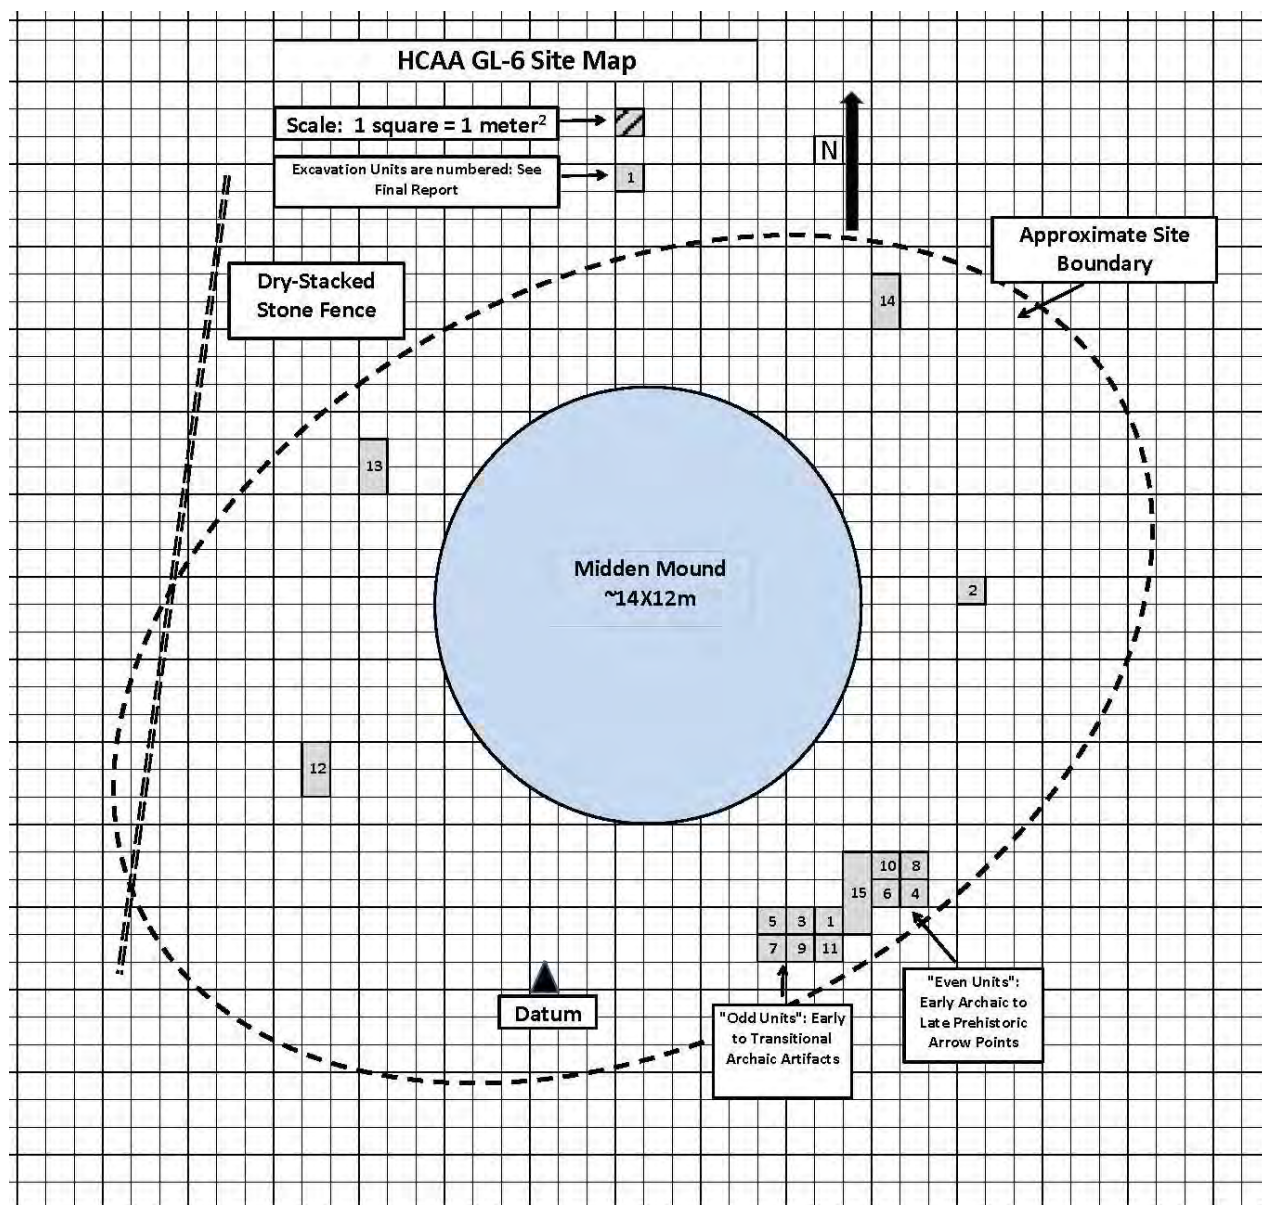 HCAA GL-6 Site Map
Scale: 1 square = 1 meter²
Excavation Units are numbered: See
Final Report
1
N
Approximate Site
Boundary
Dry-Stacked
Stone Fence
14
13
Midden Mound
~14X12m
2
12
10 8
15 6 4
5 3 1
7 9 11
Datum
"Odd Units": Early
to Transitional
Archaic Artifacts
"Even Units":
Early Archaic to
Late Prehistoric
Arrow Points